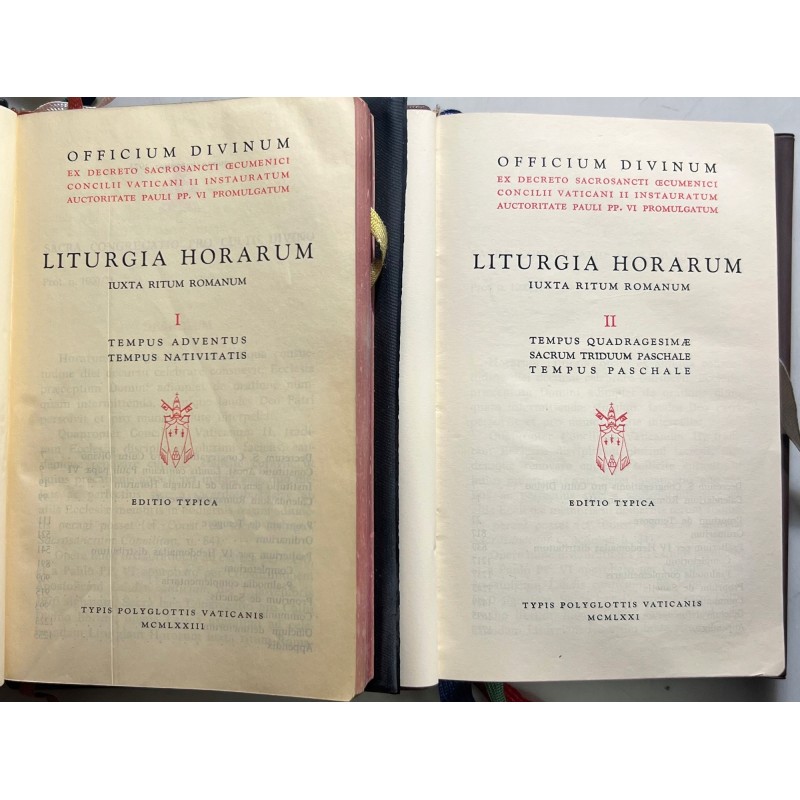 OFFICIUM DIVINUM
EX DECRETO SACROSANCTI ŒCUMENICI
CONCILII VATICANI II INSTAURATUM
AUCTORITATE PAULI PP. VI PROMULGATUM
LITURGIA HORARUM
IUXTA RITUM ROMANUM
I
TEMPUS ADVENTUS
TEMPUS NATIVITATIS
EDITIO TYPICA
TYPIS POLYGLOTTIS VATICANIS
MCMLXXIII
OFFICIUM DIVINUM
EX DECRETO SACROSANCTI ŒCUMENICI
CONCILII VATICANI II INSTAURATUM
AUCTORITATE PAULI PP. VI PROMULGATUM
LITURGIA HORARUM
IUXTA RITUM ROMANUM
II
TEMPUS QUADRAGESIMÆ
SACRUM TRIDUUM PASCHALE
TEMPUS PASCHALE
EDITIO TYPICA
TYPIS POLYGLOTTIS VATICANIS
MCMLXXI